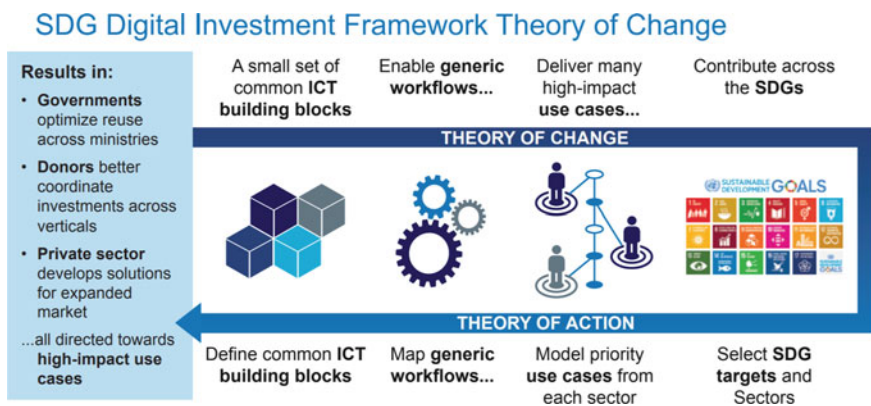 SDG Digital Investment Framework Theory of Change
Results in:
• Governments
optimize reuse
across ministries
• Donors better
coordinate
investments across
verticals
• Private sector
develops solutions
for expanded
market
...all directed towards
high-impact use
cases
A small set of
common ICT
building blocks
Enable generic
workflows...
Deliver many
high-impact
use cases...
Contribute across
the SDGs
THEORY OF CHANGE
SUSTAINABLE
DEVELOPMENT GOALS
THEORY OF ACTION
Define common ICT
building blocks
Map generic
workflows...
Model priority
use cases from
each sector
Select SDG
targets and
Sectors